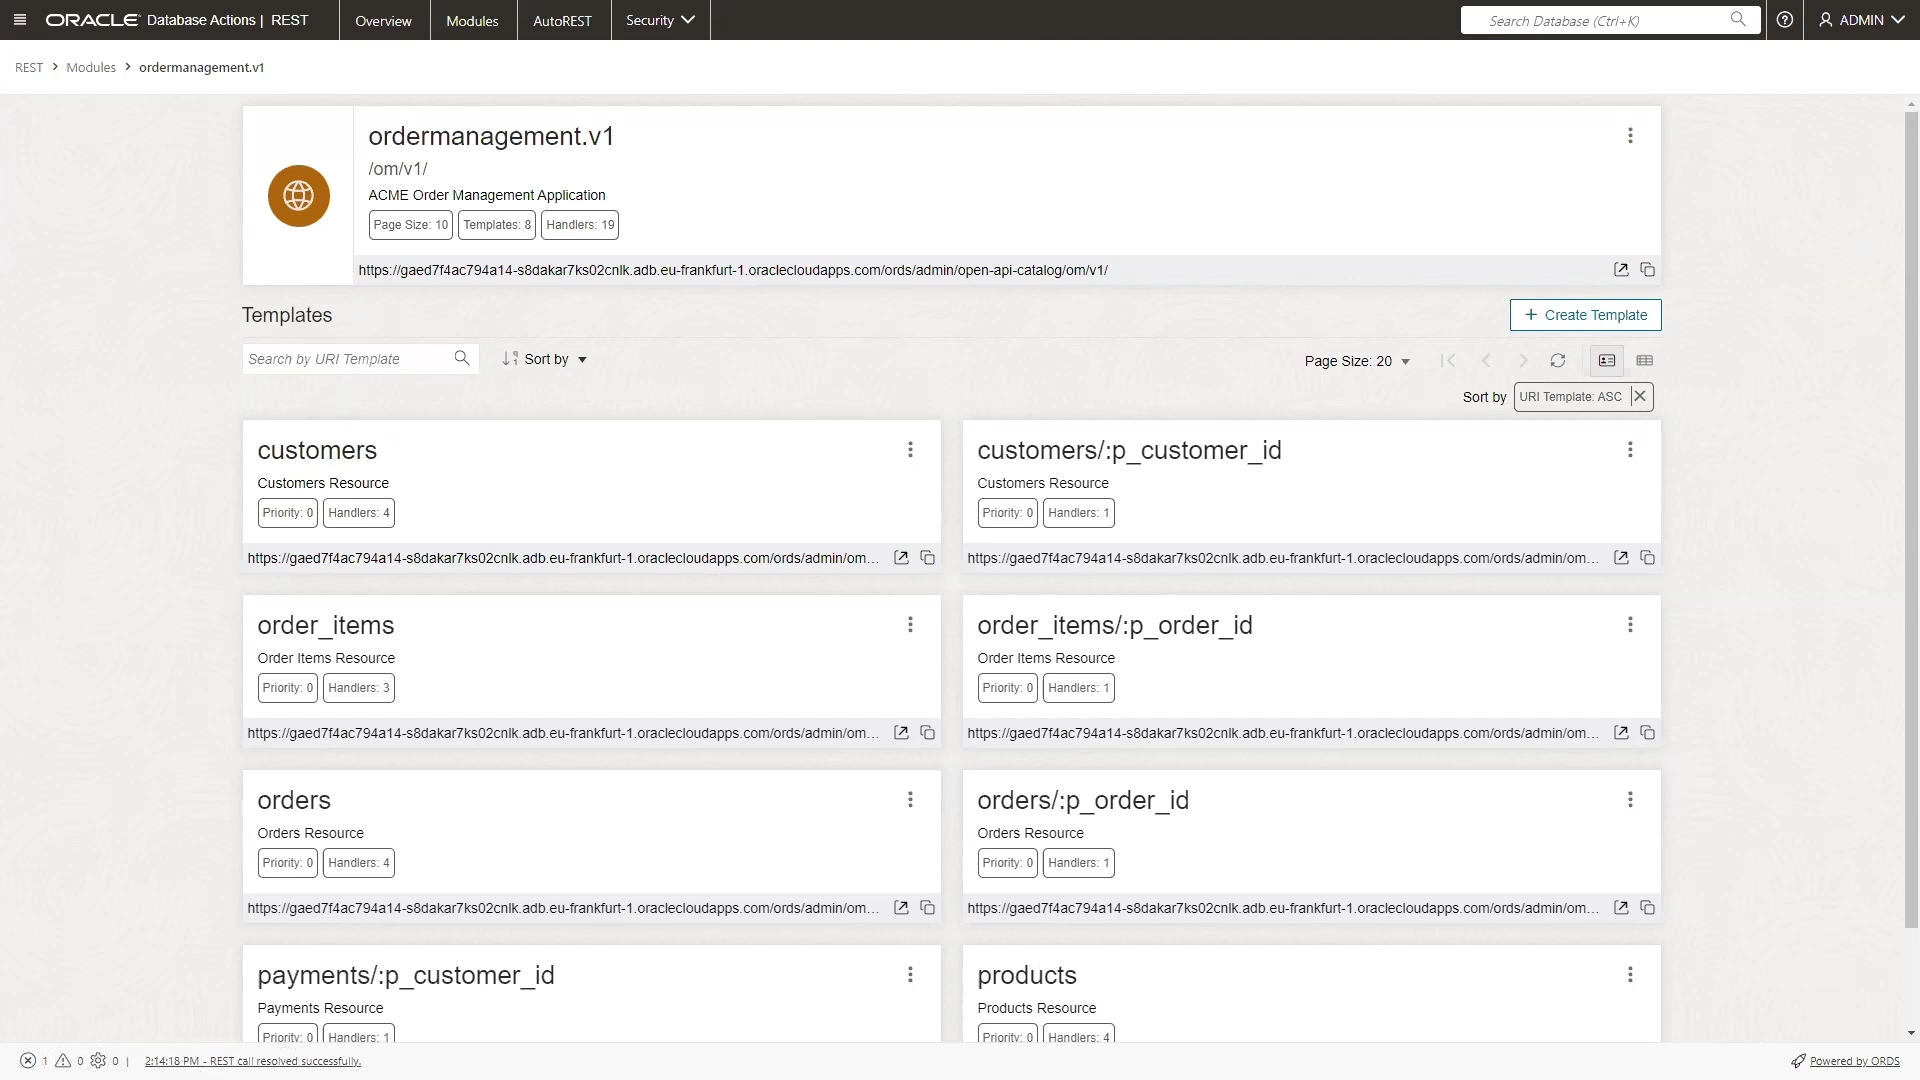 ORACLE Database Actions | REST Overview Modules AutoREST Security Search Database (Ctrl+K) ADMIN
REST > Modules > ordermanagement.v1
ordermanagement.v1
/om/v1/
ACME Order Management Application
Page Size: 10 Templates: 8 Handlers: 19
https://gaed7f4ac794a14-s8dakar7ks02cnlk.adb.eu-frankfurt-1.oraclecloudapps.com/ords/admin/open-api-catalog/om/v1/
Templates
+ Create Template
Search by URI Template Sort by Page Size: 20
Sort by URI Template: ASC
customers
Customers Resource
Priority: 0 Handlers: 4
https://gaed7f4ac794a14-s8dakar7ks02cnlk.adb.eu-frankfurt-1.oraclecloudapps.com/ords/admin/om...
customers/:p_customer_id
Customers Resource
Priority: 0 Handlers: 1
https://gaed7f4ac794a14-s8dakar7ks02cnlk.adb.eu-frankfurt-1.oraclecloudapps.com/ords/admin/om...
order_items
Order Items Resource
Priority: 0 Handlers: 3
https://gaed7f4ac794a14-s8dakar7ks02cnlk.adb.eu-frankfurt-1.oraclecloudapps.com/ords/admin/om...
order_items/:p_order_id
Order Items Resource
Priority: 0 Handlers: 1
https://gaed7f4ac794a14-s8dakar7ks02cnlk.adb.eu-frankfurt-1.oraclecloudapps.com/ords/admin/om...
orders
Orders Resource
Priority: 0 Handlers: 4
https://gaed7f4ac794a14-s8dakar7ks02cnlk.adb.eu-frankfurt-1.oraclecloudapps.com/ords/admin/om...
orders/:p_order_id
Orders Resource
Priority: 0 Handlers: 1
https://gaed7f4ac794a14-s8dakar7ks02cnlk.adb.eu-frankfurt-1.oraclecloudapps.com/ords/admin/om...
payments/:p_customer_id
Payments Resource
Priority: 0 Handlers: 1
products
Products Resource
Priority: 0 Handlers: 4
1 0 0 | 2:14:18 PM - REST call resolved successfully. Powered by ORDS